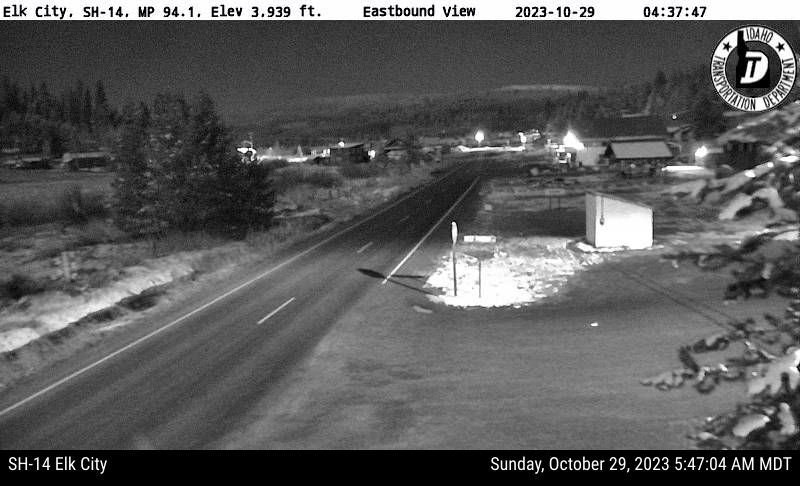 Elk City, SH-14, MP 94.1, Elev 3,939 ft. Eastbound View 2023-10-29 04:37:47
IDAHO
TRANSPORTATION DEPARTMENT
SH-14 Elk City Sunday, October 29, 2023 5:47:04 AM MDT